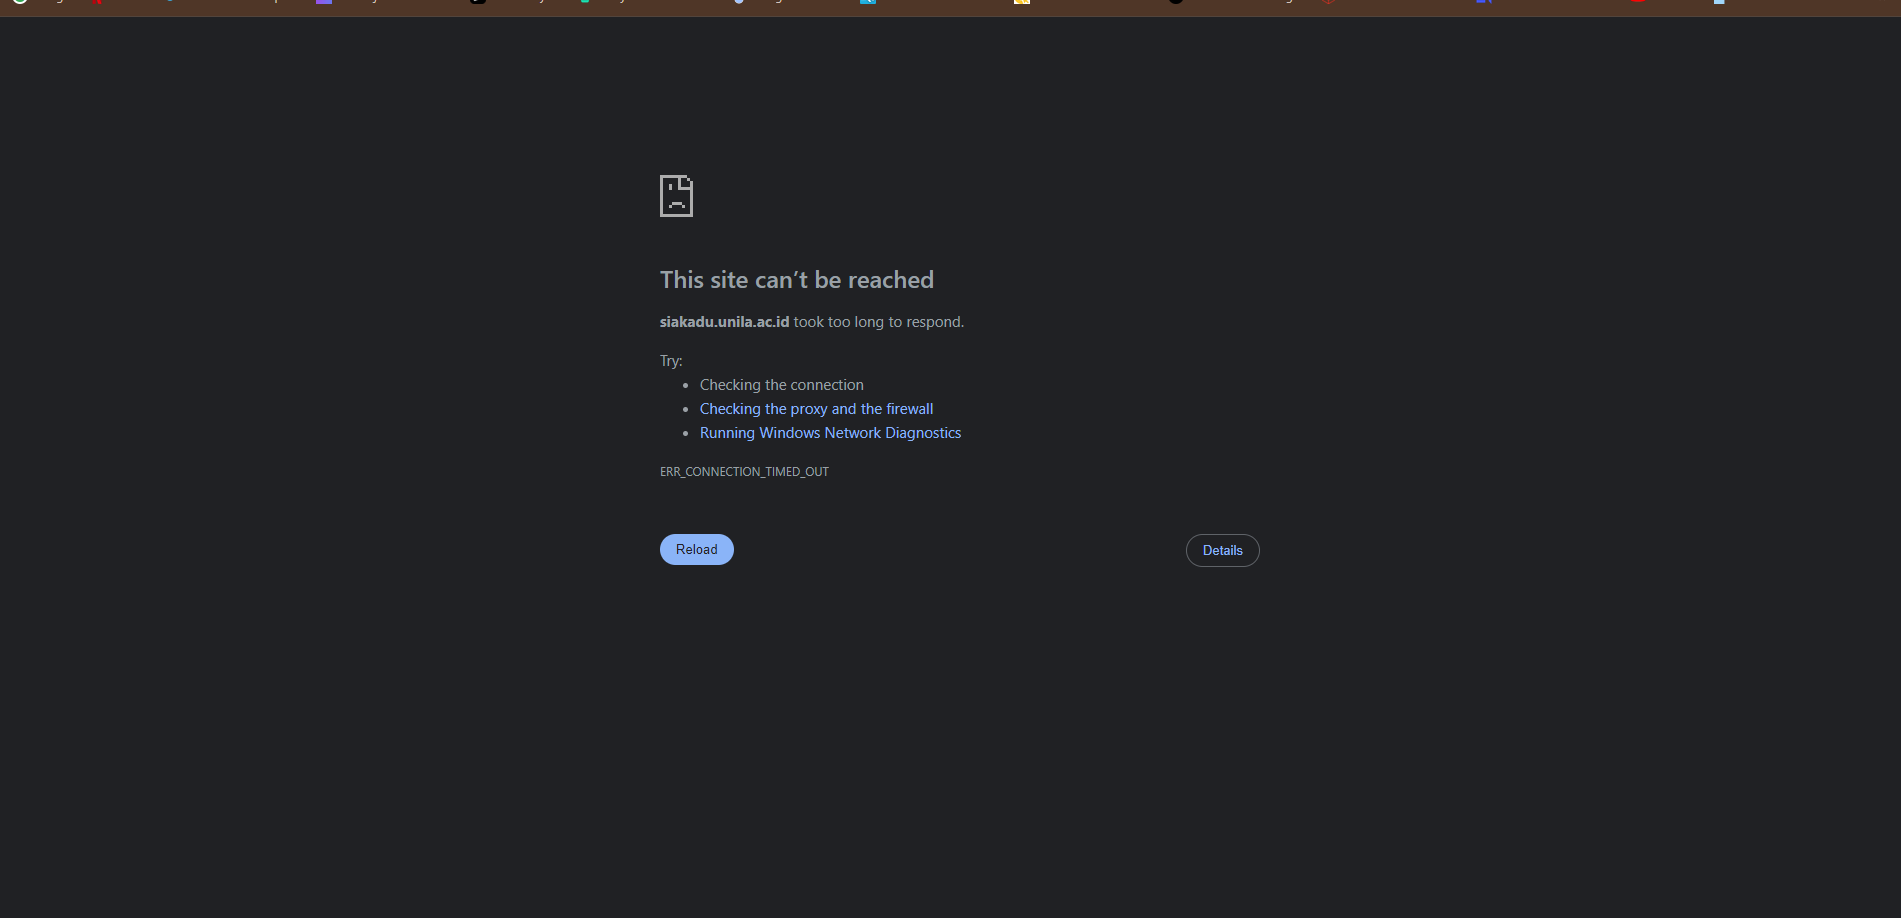 This site can’t be reached
siakadu.unila.ac.id took too long to respond.
Try:
Checking the connection
Checking the proxy and the firewall
Running Windows Network Diagnostics
ERR_CONNECTION_TIMED_OUT
Reload
Details